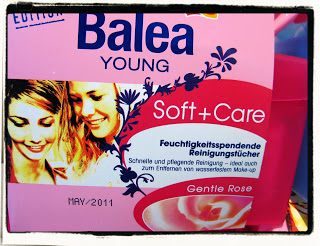 EDITION
Balea
YOUNG
Soft+Care
Feuchtigkeitsspendende
Reinigungstücher
Schnelle und pflegende Reinigung – ideal auch
zum Entfernen von wasserfestem Make-up
MAY/2011
Gentle Rose